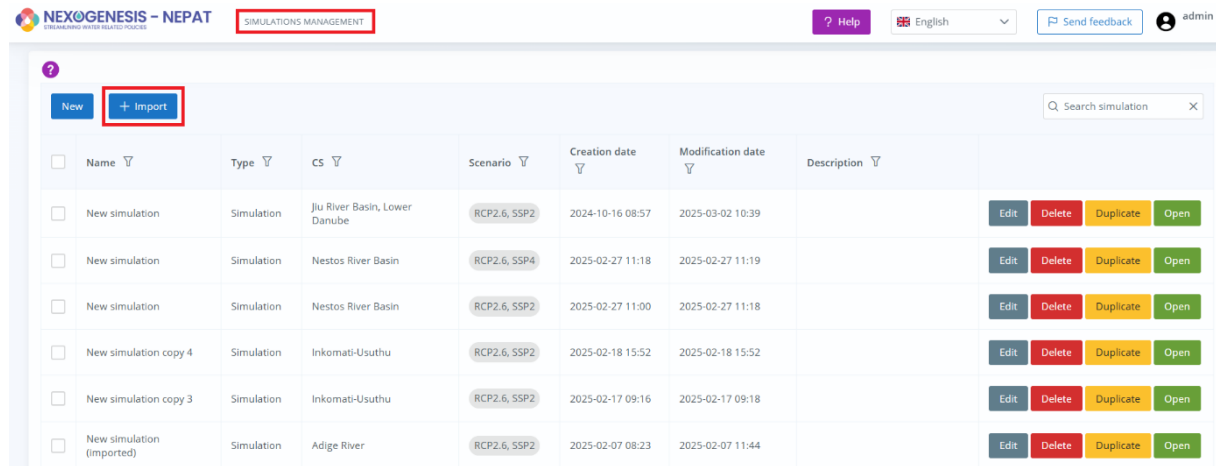 NEXOGENESIS - NEPAT
STREAMLINING WATER RELATED POLICIES
SIMULATIONS MANAGEMENT
? Help
English
Send feedback
admin
?
New
+ Import
Search simulation
Name Type CS Scenario Creation date Modification date Description
New simulation Simulation Jiu River Basin, Lower Danube RCP2.6, SSP2 2024-10-16 08:57 2025-03-02 10:39 Edit Delete Duplicate Open
New simulation Simulation Nestos River Basin RCP2.6, SSP4 2025-02-27 11:18 2025-02-27 11:19 Edit Delete Duplicate Open
New simulation Simulation Nestos River Basin RCP2.6, SSP2 2025-02-27 11:00 2025-02-27 11:18 Edit Delete Duplicate Open
New simulation copy 4 Simulation Inkomati-Usuthu RCP2.6, SSP2 2025-02-18 15:52 2025-02-18 15:52 Edit Delete Duplicate Open
New simulation copy 3 Simulation Inkomati-Usuthu RCP2.6, SSP2 2025-02-17 09:16 2025-02-17 09:18 Edit Delete Duplicate Open
New simulation (imported) Simulation Adige River RCP2.6, SSP2 2025-02-07 08:23 2025-02-07 11:44 Edit Delete Duplicate Open